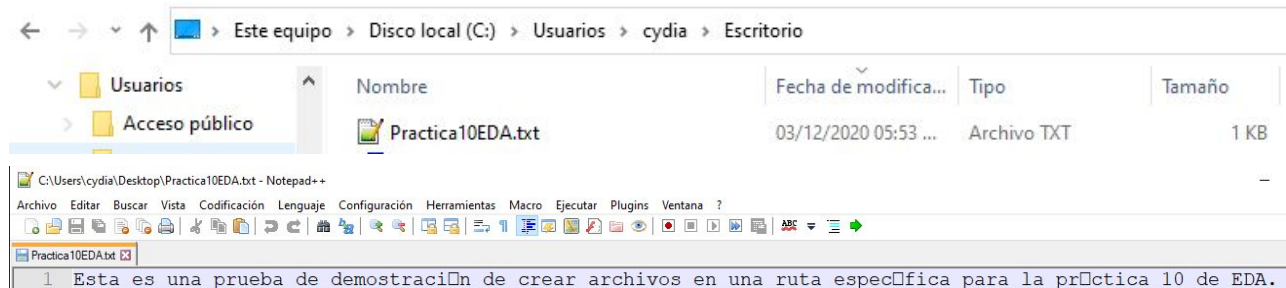 Este equipo > Disco local (C:) > Usuarios > cydia > Escritorio
Usuarios
Acceso público
Nombre Fecha de modifica... Tipo Tamaño
Practica10EDA.txt 03/12/2020 05:53 ... Archivo TXT 1 KB
C:\Users\cydia\Desktop\Practica10EDA.txt - Notepad++
Archivo Editar Buscar Vista Codificación Lenguaje Configuración Herramientas Macro Ejecutar Plugins Ventana ?
ABC
Practica10EDA.txt
1 Esta es una prueba de demostraci□n de crear archivos en una ruta espec□fica para la pr□ctica 10 de EDA.